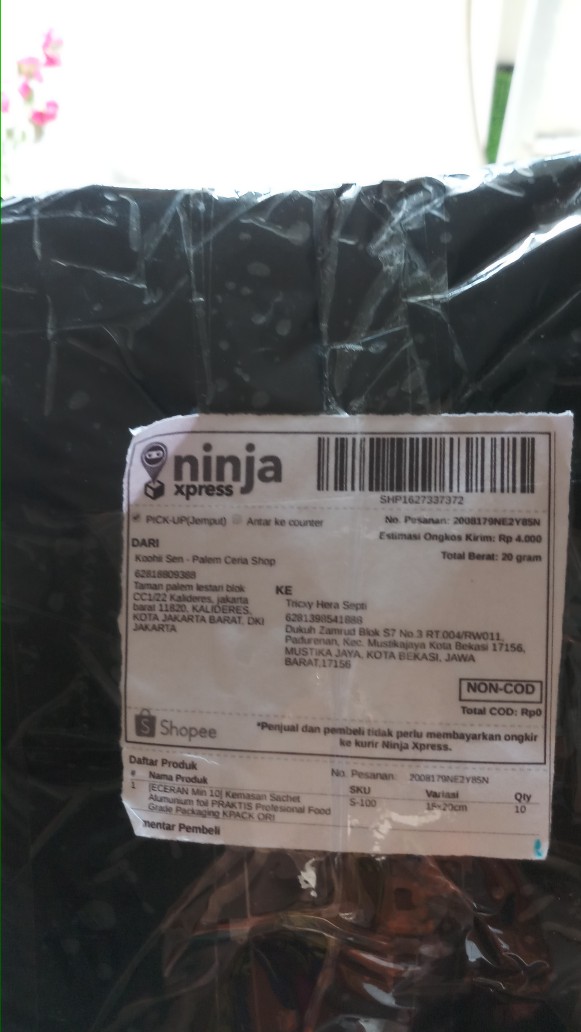 ninja
xpress
SHP1627337372
PICK-UP(Jemput) Antar ke counter
No. Pesanan: 2008179NE2Y85N
Estimasi Ongkos Kirim: Rp 4.000
Total Berat: 20 gram
DARI
Koohii Sen - Palem Ceria Shop
62818809388
Taman palem lestari blok
CC1/22 Kalideres, jakarta
barat 11820, KALIDERES,
KOTA JAKARTA BARAT, DKI
JAKARTA
KE
Tricxy Hera Septi
6281398541888
Dukuh Zamrud Blok S7 No.3 RT.004/RW011,
Padurenan, Kec. Mustikajaya Kota Bekasi 17156,
MUSTIKA JAYA, KOTA BEKASI, JAWA
BARAT,17156
NON-COD
Total COD: Rp0
S Shopee
*Penjual dan pembeli tidak perlu membayarkan ongkir
ke kurir Ninja Xpress.
Daftar Produk
No. Pesanan: 2008179NE2Y85N
# Nama Produk SKU Variasi Qty
1 [ECERAN Min 10] Kemasan Sachet S-100 10
Alumunium foil PRAKTIS Profesional Food
Grade Packaging KPACK ORI
mentar Pembeli